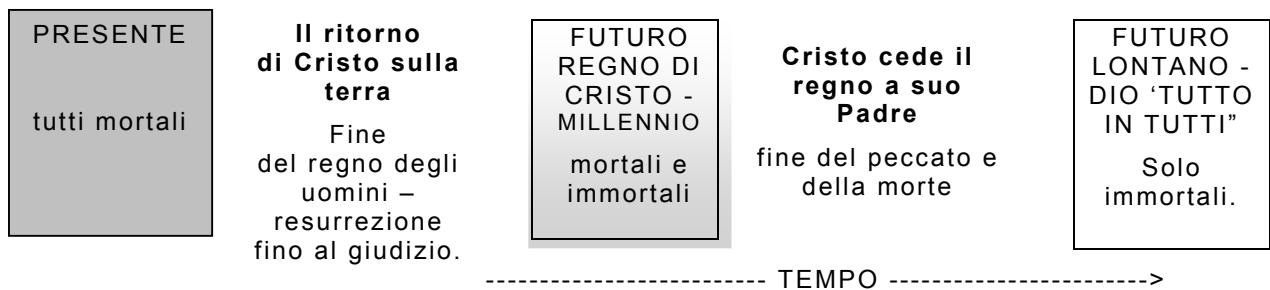 PRESENTE
tutti mortali
Il ritorno
di Cristo sulla
terra
Fine
del regno degli
uomini –
resurrezione
fino al giudizio.
FUTURO
REGNO DI
CRISTO -
MILLENNIO
mortali e
immortali
Cristo cede il
regno a suo
Padre
fine del peccato e
della morte
FUTURO
LONTANO -
DIO ‘TUTTO
IN TUTTI”
Solo
immortali.
------------------------- TEMPO ----------------------->